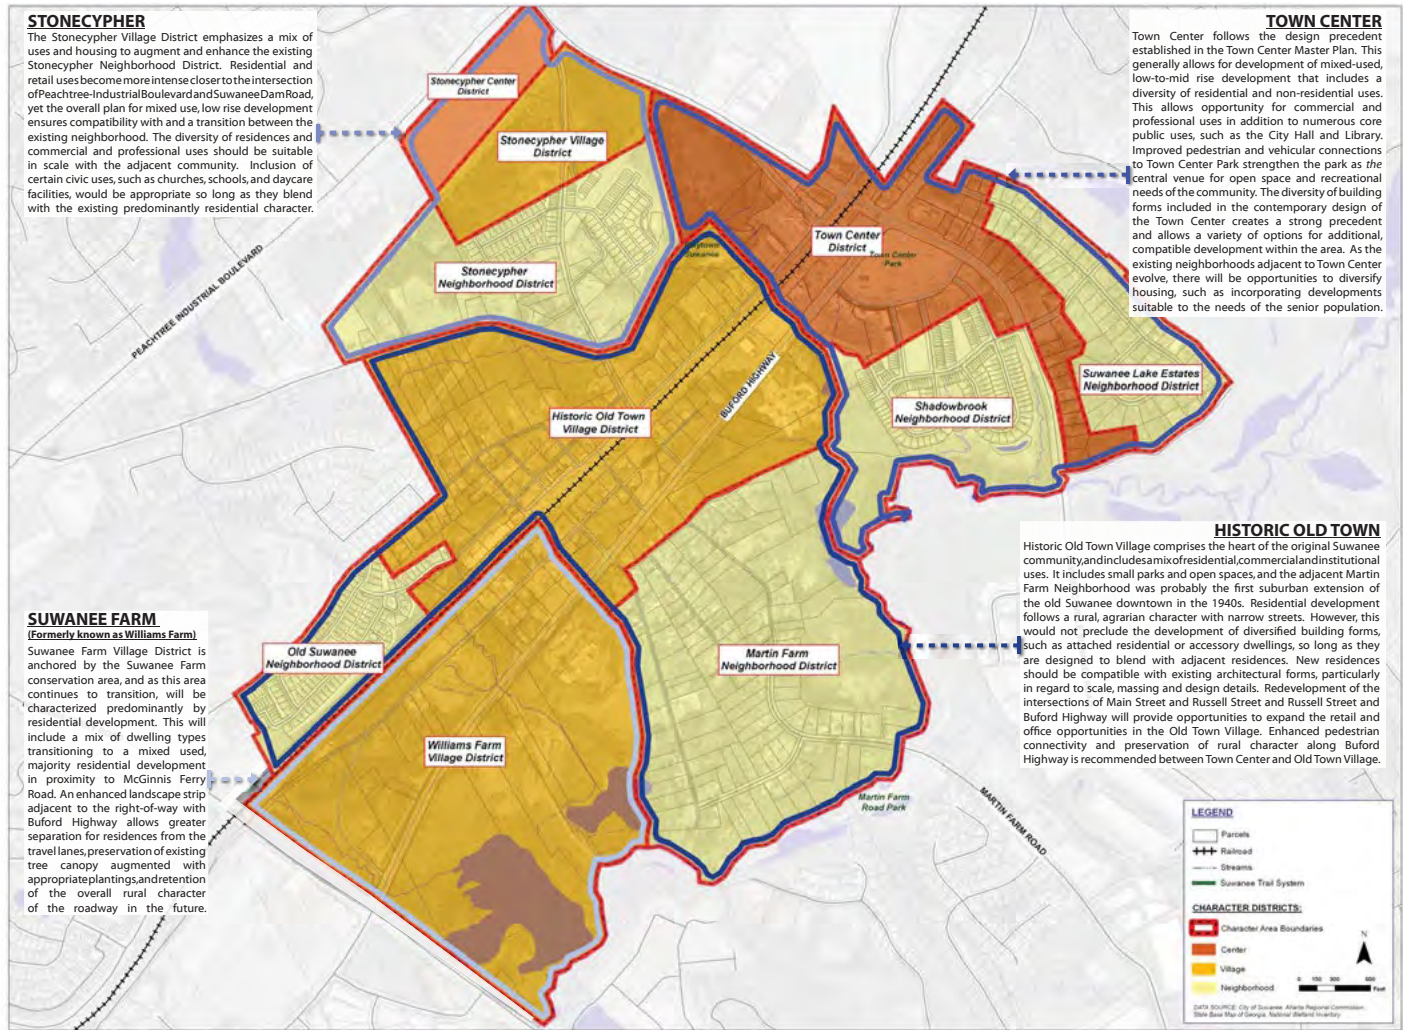 STONECYPHER
The Stonecypher Village District emphasizes a mix of
uses and housing to augment and enhance the existing
Stonecypher Neighborhood District. Residential and
retail uses become more intense closer to the intersection
of Peachtree-Industrial Boulevard and Suwanee Dam Road,
yet the overall plan for mixed use, low rise development
ensures compatibility with and a transition between the
existing neighborhood. The diversity of residences and
commercial and professional uses should be suitable
in scale with the adjacent community. Inclusion of
certain civic uses, such as churches, schools, and daycare
facilities, would be appropriate so long as they blend
with the existing predominantly residential character.
TOWN CENTER
Town Center follows the design precedent
established in the Town Center Master Plan. This
generally allows for development of mixed-used,
low-to-mid rise development that includes a
diversity of residential and non-residential uses.
This allows opportunity for commercial and
professional uses in addition to numerous core
public uses, such as the City Hall and Library.
Improved pedestrian and vehicular connections
to Town Center Park strengthen the park as the
central venue for open space and recreational
needs of the community. The diversity of building
forms included in the contemporary design of
the Town Center creates a strong precedent
and allows a variety of options for additional,
compatible development within the area. As the
existing neighborhoods adjacent to Town Center
evolve, there will be opportunities to diversify
housing, such as incorporating developments
suitable to the needs of the senior population.
Stonecypher Center
District
Stonecypher Village
District
Stonecypher
Neighborhood District
Town Center
District
Town Center
Park
Suwanee
PEACHTREE INDUSTRIAL BOULEVARD
BUFORD HIGHWAY
Historic Old Town
Village District
Shadowbrook
Neighborhood District
Suwanee Lake Estates
Neighborhood District
HISTORIC OLD TOWN
Historic Old Town Village comprises the heart of the original Suwanee
community, and includes a mix of residential, commercial and institutional
uses. It includes small parks and open spaces, and the adjacent Martin
Farm Neighborhood was probably the first suburban extension of
the old Suwanee downtown in the 1940s. Residential development
follows a rural, agrarian character with narrow streets. However, this
would not preclude the development of diversified building forms,
such as attached residential or accessory dwellings, so long as they
are designed to blend with adjacent residences. New residences
should be compatible with existing architectural forms, particularly
in regard to scale, massing and design details. Redevelopment of the
intersections of Main Street and Russell Street and Russell Street and
Buford Highway will provide opportunities to expand the retail and
office opportunities in the Old Town Village. Enhanced pedestrian
connectivity and preservation of rural character along Buford
Highway is recommended between Town Center and Old Town Village.
SUWANEE FARM
(Formerly known as Williams Farm)
Suwanee Farm Village District is
anchored by the Suwanee Farm
conservation area, and as this area
continues to transition, will be
characterized predominantly by
residential development. This will
include a mix of dwelling types
transitioning to a mixed used,
majority residential development
in proximity to McGinnis Ferry
Road. An enhanced landscape strip
adjacent to the right-of-way with
Buford Highway allows greater
separation for residences from the
travel lanes, preservation of existing
tree canopy augmented with
appropriate plantings, and retention
of the overall rural character
of the roadway in the future.
Old Suwanee
Neighborhood District
Martin Farm
Neighborhood District
Williams Farm
Village District
Martin Farm
Road Park
MARTIN FARM ROAD
LEGEND
Parcels
Railroad
Streams
Suwanee Trail System
CHARACTER DISTRICTS:
Character Area Boundaries
Center
Village
Neighborhood
N
0 150 300 600
Feet
DATA SOURCE: City of Suwanee, Atlanta Regional Commission,
State Base Map of Georgia, National Wetland Inventory